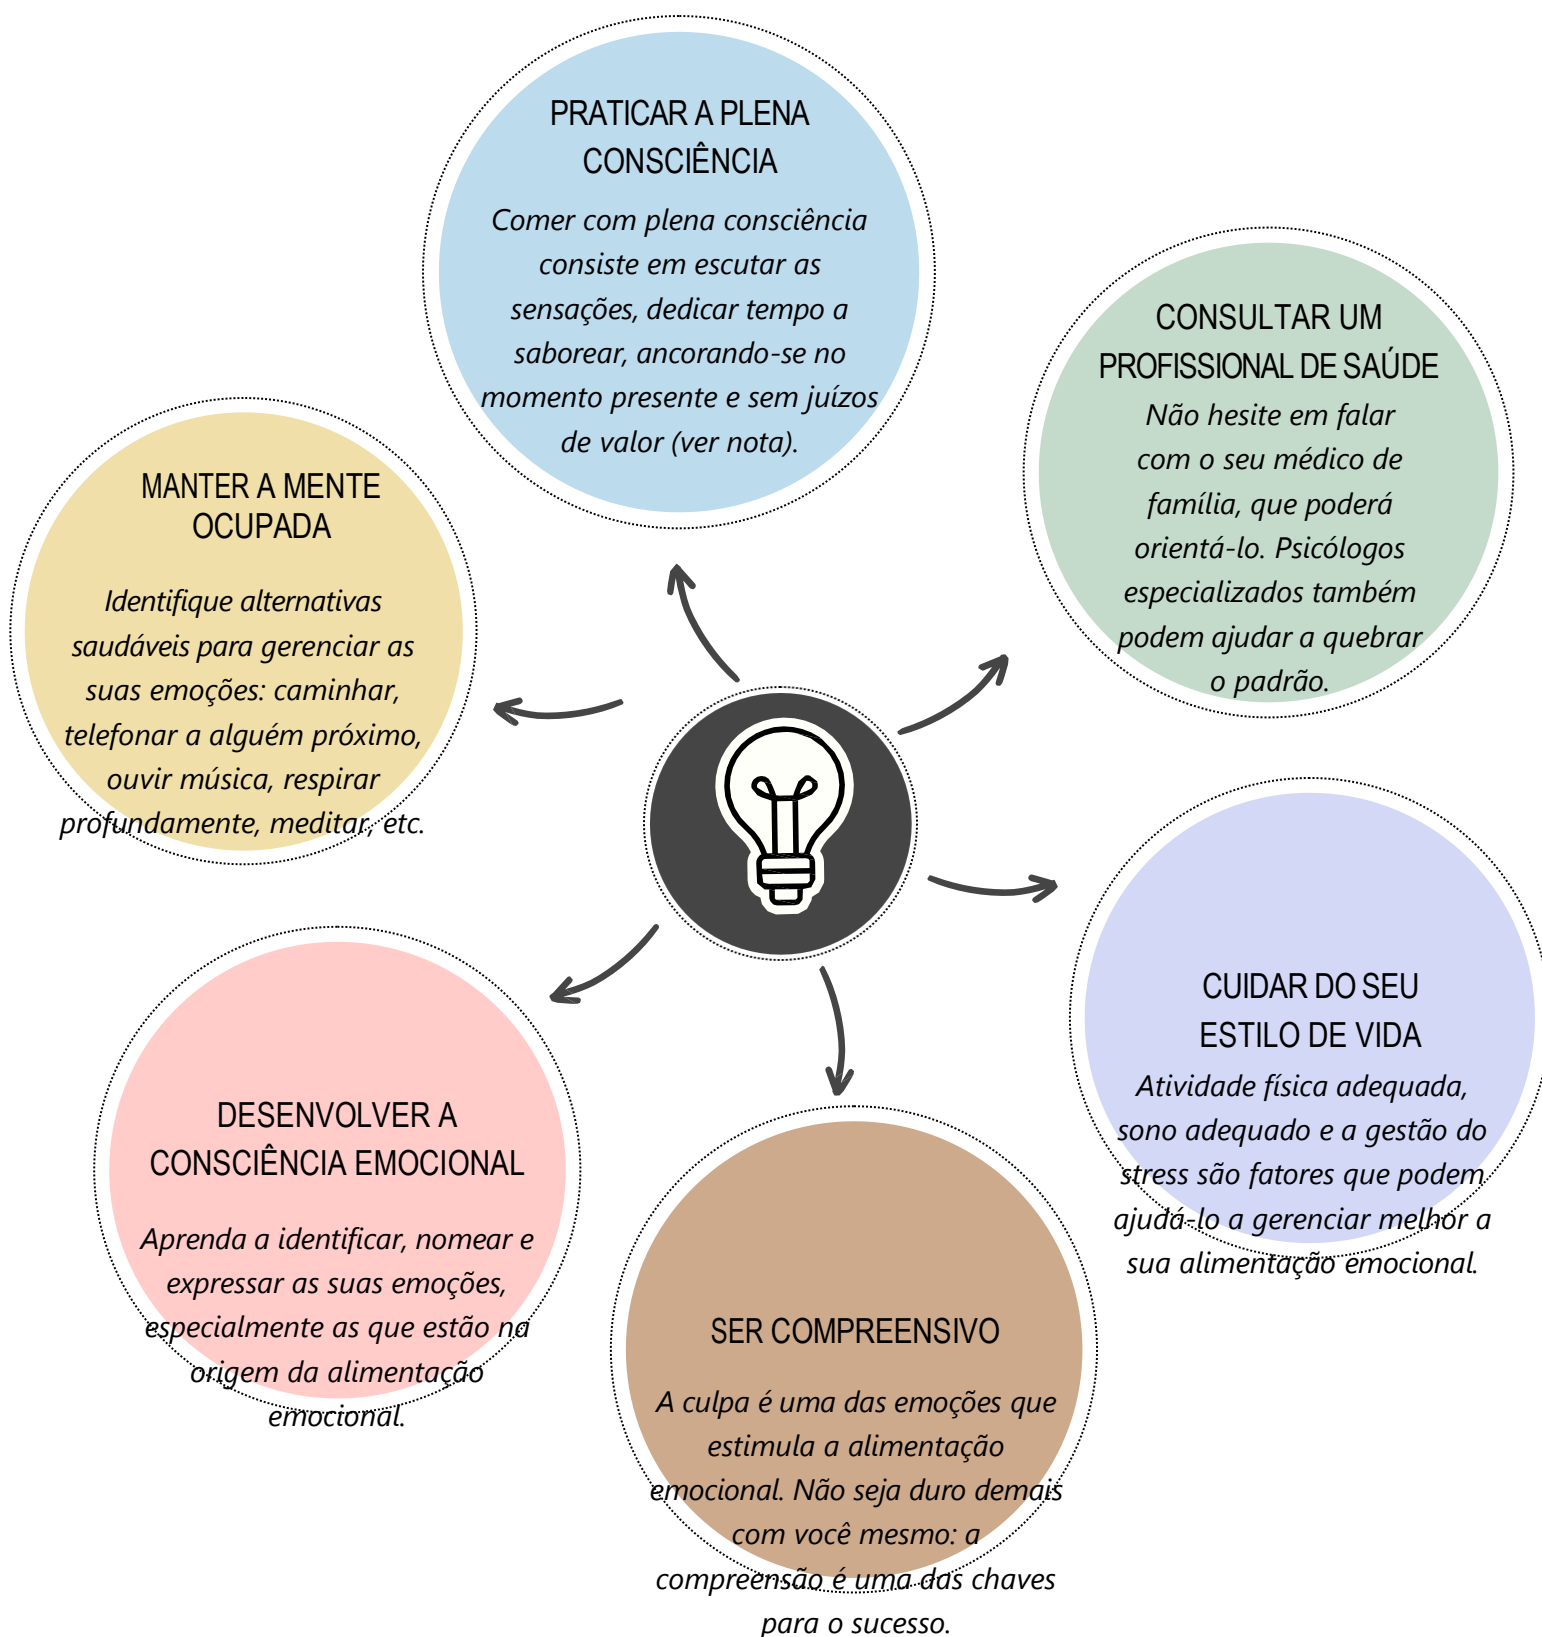 PRATICAR A PLENA
CONSCIÊNCIA
Comer com plena consciência
consiste em escutar as
sensações, dedicar tempo a
saborear, ancorando-se no
momento presente e sem juízos
de valor (ver nota).
CONSULTAR UM
PROFISSIONAL DE SAÚDE
Não hesite em falar
com o seu médico de
família, que poderá
orientá-lo. Psicólogos
especializados também
podem ajudar a quebrar
o padrão.
MANTER A MENTE
OCUPADA
Identifique alternativas
saudáveis para gerenciar as
suas emoções: caminhar,
telefonar a alguém próximo,
ouvir música, respirar
profundamente, meditar, etc.
CUIDAR DO SEU
ESTILO DE VIDA
Atividade física adequada,
sono adequado e a gestão do
stress são fatores que podem
ajudá-lo a gerenciar melhor a
sua alimentação emocional.
DESENVOLVER A
CONSCIÊNCIA EMOCIONAL
Aprenda a identificar, nomear e
expressar as suas emoções,
especialmente as que estão na
origem da alimentação
emocional.
SER COMPREENSIVO
A culpa é uma das emoções que
estimula a alimentação
emocional. Não seja duro demais
com você mesmo: a
compreensão é uma das chaves
para o sucesso.